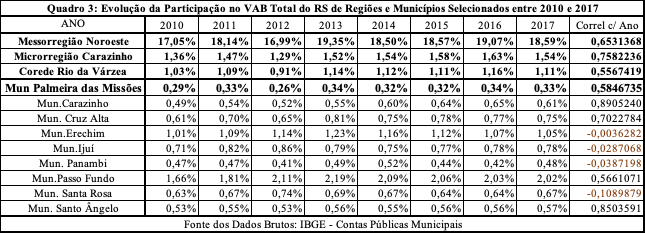 Quadro 3: Evolução da Participação no VAB Total do RS de Regiões e Municípios Selecionados entre 2010 e 2017
ANO 2010 2011 2012 2013 2014 2015 2016 2017 Correl c/ Ano
Messorregião Noroeste 17,05% 18,14% 16,99% 19,35% 18,50% 18,57% 19,07% 18,59% 0,6531368
Microrregião Carazinho 1,36% 1,47% 1,29% 1,52% 1,54% 1,58% 1,63% 1,54% 0,7582236
Corede Rio da Várzea 1,03% 1,09% 0,91% 1,14% 1,12% 1,11% 1,16% 1,11% 0,5567419
Mun Palmeira das Missões 0,29% 0,33% 0,26% 0,34% 0,32% 0,32% 0,34% 0,33% 0,5846735
Mun.Carazinho 0,49% 0,54% 0,52% 0,55% 0,60% 0,64% 0,65% 0,61% 0,8905240
Mun. Cruz Alta 0,61% 0,70% 0,65% 0,81% 0,75% 0,78% 0,77% 0,75% 0,7022784
Mun.Erechim 1,01% 1,09% 1,14% 1,23% 1,16% 1,12% 1,07% 1,05% -0,0036282
Mun.Ijuí 0,71% 0,82% 0,86% 0,79% 0,75% 0,77% 0,78% 0,78% -0,0287068
Mun. Panambi 0,47% 0,47% 0,41% 0,49% 0,52% 0,44% 0,42% 0,48% -0,0387198
Mun.Passo Fundo 1,66% 1,81% 2,11% 2,19% 2,09% 2,06% 2,03% 2,02% 0,5661071
Mun. Santa Rosa 0,63% 0,67% 0,74% 0,69% 0,67% 0,64% 0,64% 0,67% -0,1089879
Mun. Santo Ângelo 0,53% 0,55% 0,53% 0,56% 0,55% 0,56% 0,56% 0,57% 0,8503591
Fonte dos Dados Brutos: IBGE - Contas Públicas Municipais